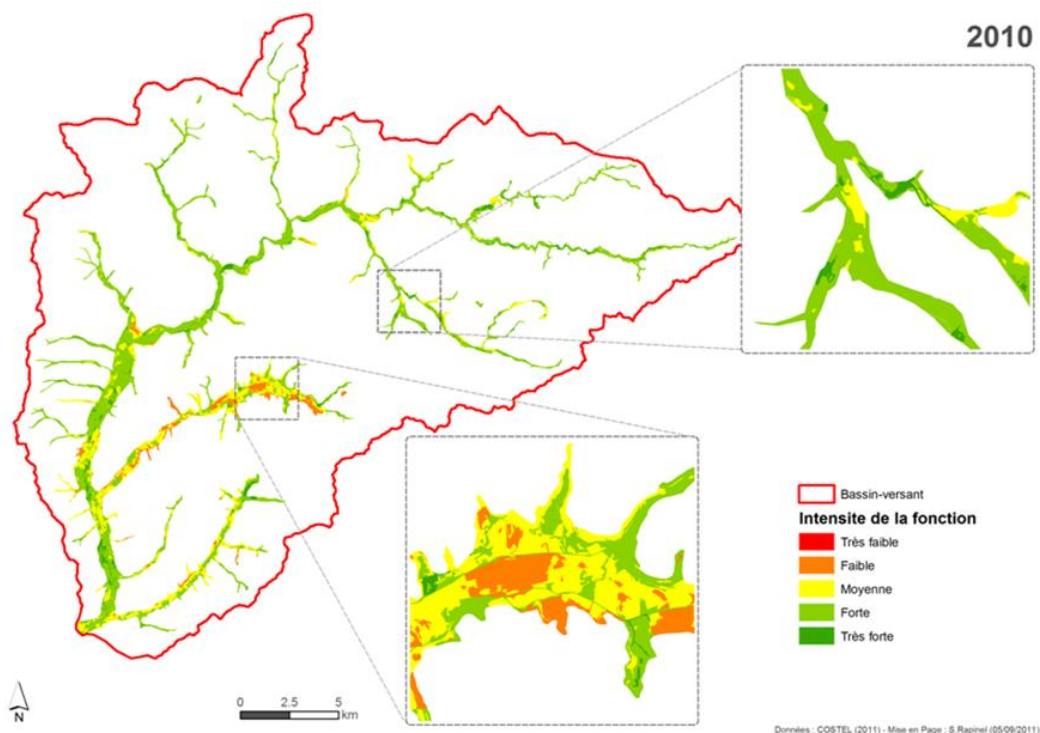 2010
Bassin-versant
Intensite de la fonction
Très faible
Faible
Moyenne
Forte
Très forte
N
0 2.5 5
km
Données : COSTEL (2011) - Mise en Page : S.Rapinel (05/09/2011)